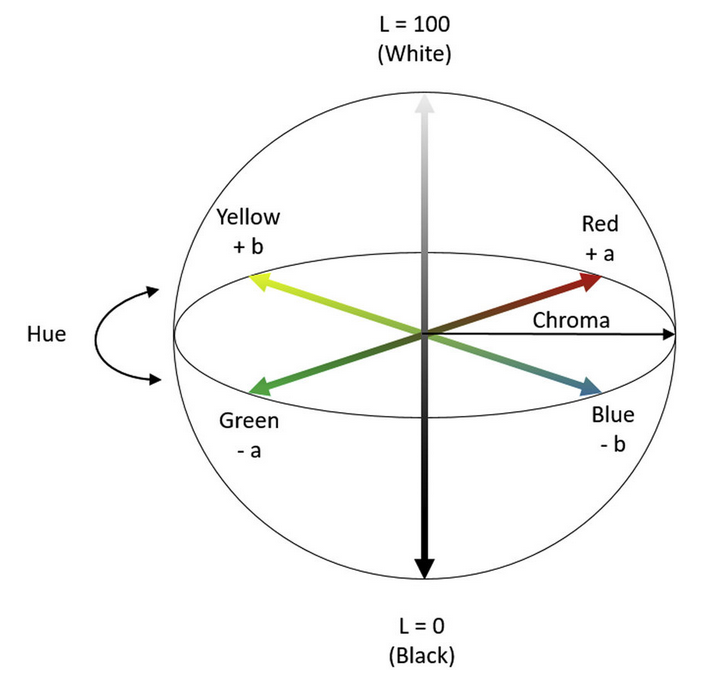 L = 100
(White)
Yellow
+ b
Red
+ a
Chroma
Hue
Green
- a
Blue
- b
L = 0
(Black)